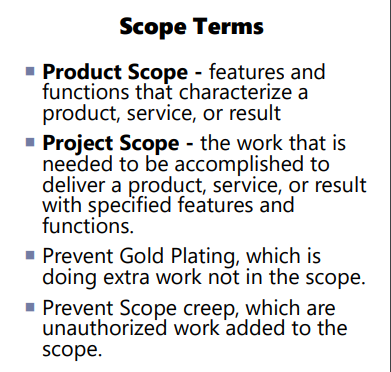 Scope Terms
Product Scope - features and
functions that characterize a
product, service, or result
Project Scope - the work that is
needed to be accomplished to
deliver a product, service, or result
with specified features and
functions.
Prevent Gold Plating, which is
doing extra work not in the scope.
Prevent Scope creep, which are
unauthorized work added to the
scope.